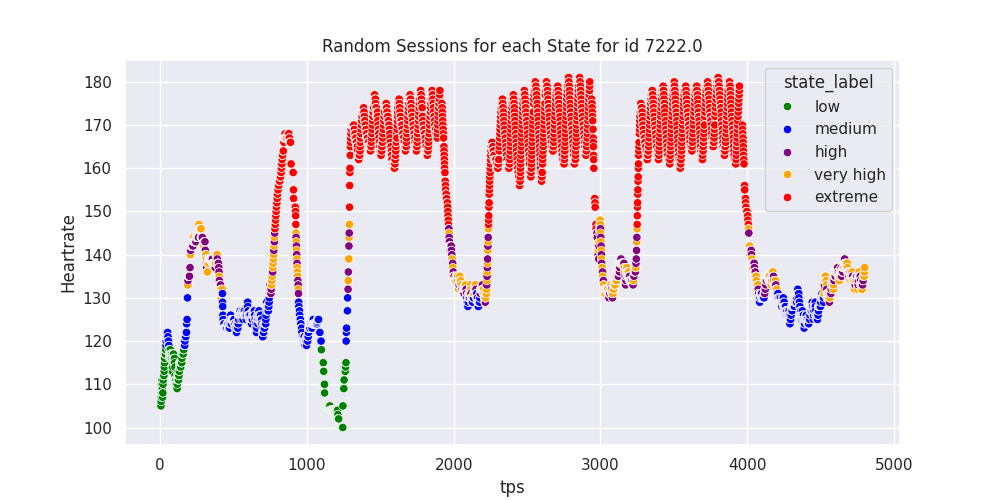 Random Sessions for each State for id 7222.0
Heartrate
180
170
160
150
140
130
120
110
100
state_label
low
medium
high
very high
extreme
0 1000 2000 3000 4000 5000
tps